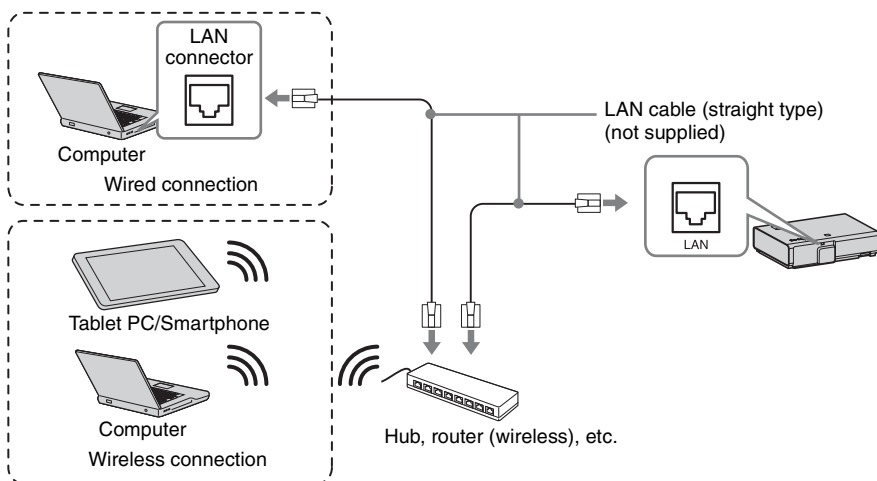 LAN
connector
Computer
Wired connection
LAN cable (straight type)
(not supplied)
LAN
Tablet PC/Smartphone
Computer
Wireless connection
Hub, router (wireless), etc.